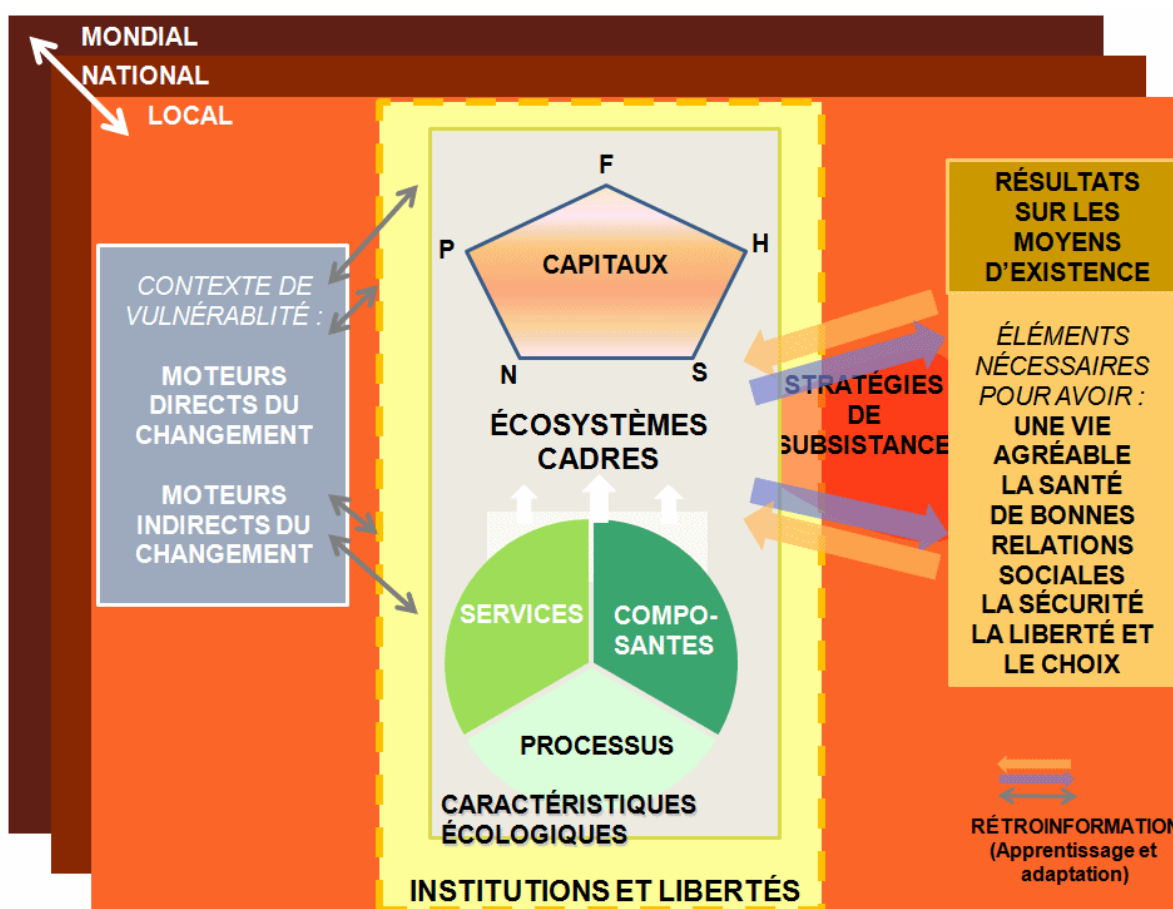 MONDIAL
NATIONAL
LOCAL
CONTEXTE DE
VULNÉRABLITÉ :
MOTEURS
DIRECTS DU
CHANGEMENT
MOTEURS
INDIRECTS DU
CHANGEMENT
F
P
H
CAPITAUX
N
S
ÉCOSYSTÈMES
CADRES
SERVICES
COMPO-
SANTES
PROCESSUS
CARACTÉRISTIQUES
ÉCOLOGIQUES
INSTITUTIONS ET LIBERTÉS
STRATÉGIES
DE
SUBSISTANCE
RÉSULTATS
SUR LES
MOYENS
D'EXISTENCE
ÉLÉMENTS
NÉCESSAIRES
POUR AVOIR :
UNE VIE
AGRÉABLE
LA SANTÉ
DE BONNES
RELATIONS
SOCIALES
LA SÉCURITÉ
LA LIBERTÉ ET
LE CHOIX
RÉTROINFORMATION
(Apprentissage et
adaptation)